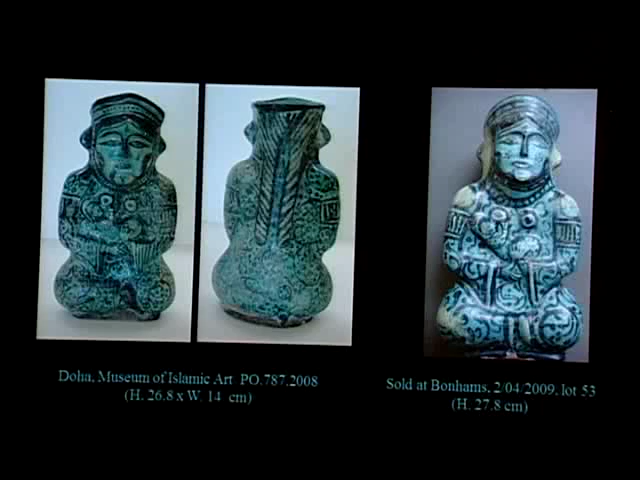 Doha, Museum of Islamic Art PO.787.2008
(H. 26.8 x W. 14 cm)
Sold at Bonhams, 2/04/2009, lot 53
(H. 27.8 cm)